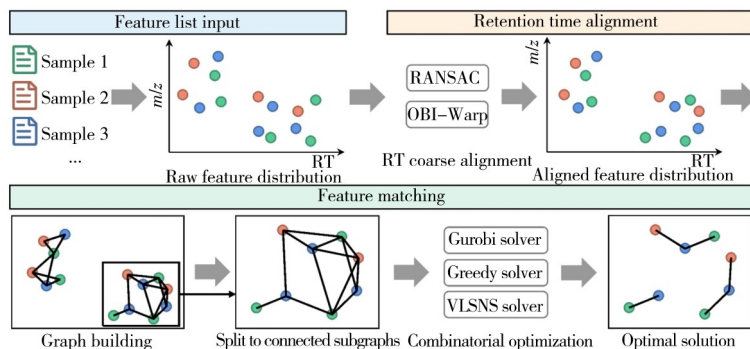 Feature list input
Retention time alignment
Sample 1
Sample 2
Sample 3
...
m/z
RT
Raw feature distribution
RANSAC
OBI-Warp
RT coarse alignment
m/z
RT
Aligned feature distribution
Feature matching
Graph building
Split to connected subgraphs
Gurobi solver
Greedy solver
VLSNS solver
Combinatorial optimization
Optimal solution